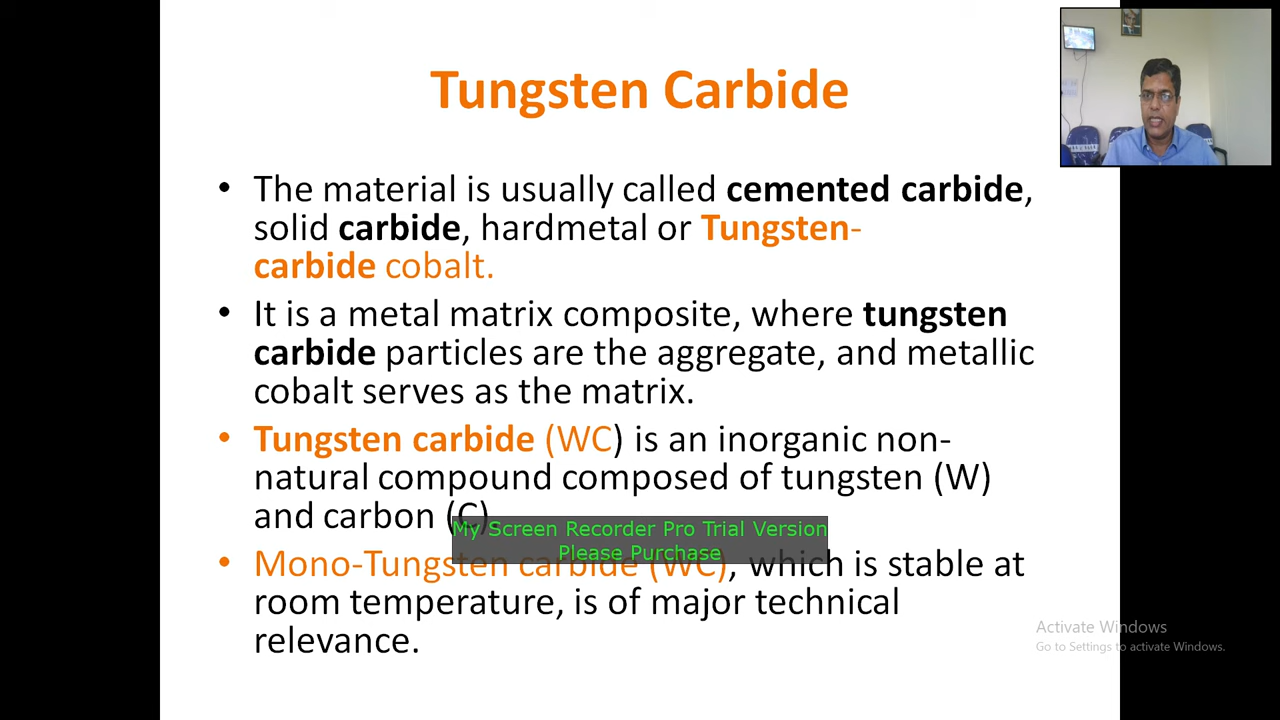 Tungsten Carbide
• The material is usually called cemented carbide,
solid carbide, hardmetal or Tungsten-
carbide cobalt.
• It is a metal matrix composite, where tungsten
carbide particles are the aggregate, and metallic
cobalt serves as the matrix.
• Tungsten carbide (WC) is an inorganic non-
natural compound composed of tungsten (W)
and carbon (C).
My Screen Recorder Pro Trial Version
Please Purchase
• Mono-Tungsten carbide (WC), which is stable at
room temperature, is of major technical
relevance.
Activate Windows
Go to Settings to activate Windows.